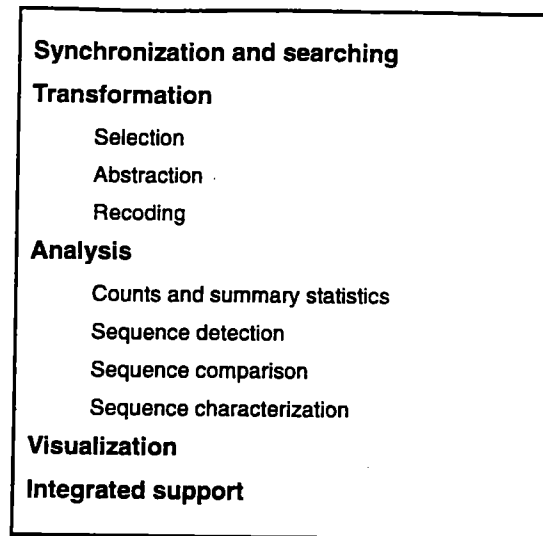 Synchronization and searching
Transformation
Selection
Abstraction
Recoding
Analysis
Counts and summary statistics
Sequence detection
Sequence comparison
Sequence characterization
Visualization
Integrated support